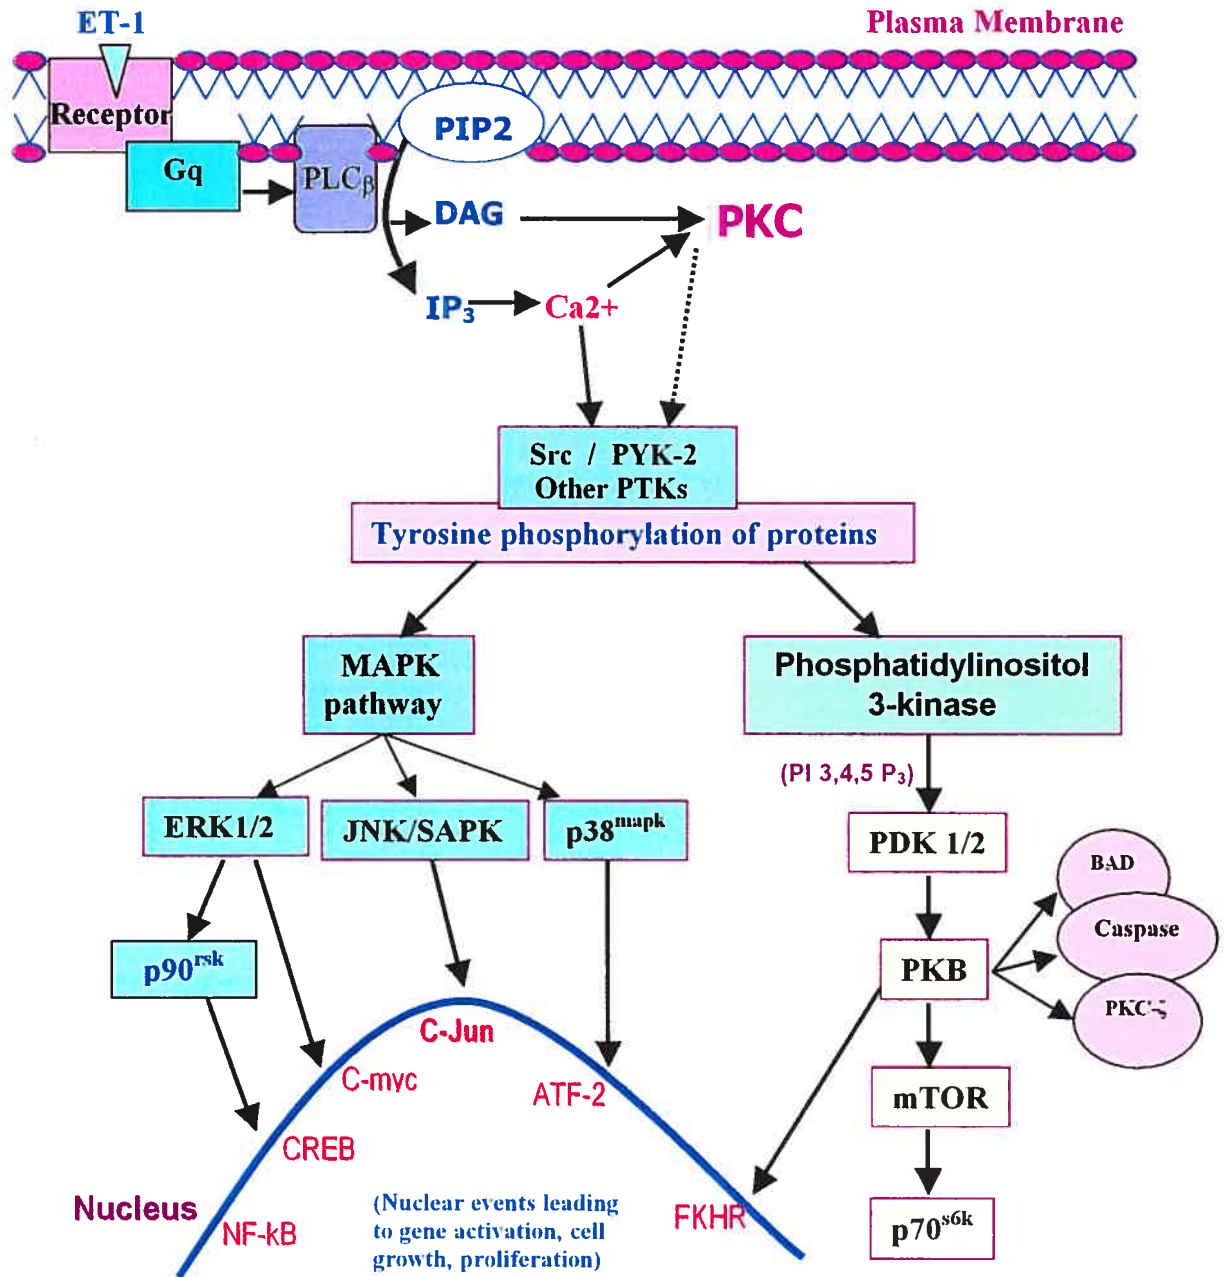 ET-1
Plasma Membrane
Receptor
PIP2
Gq
PLCβ
DAG
PKC
IP3
Ca2+
Src / PYK-2
Other PTKs
Tyrosine phosphorylation of proteins
MAPK
pathway
Phosphatidylinositol
3-kinase
(PI 3,4,5 P3)
ERK1/2
JNK/SAPK
p38mapk
PDK 1/2
BAD
Caspase
p90rsk
PKB
PKC-ξ
C-Jun
C-myc
ATF-2
mTOR
CREB
Nucleus
NF-kB
(Nuclear events leading
to gene activation, cell
growth, proliferation)
FKHR
p70s6k